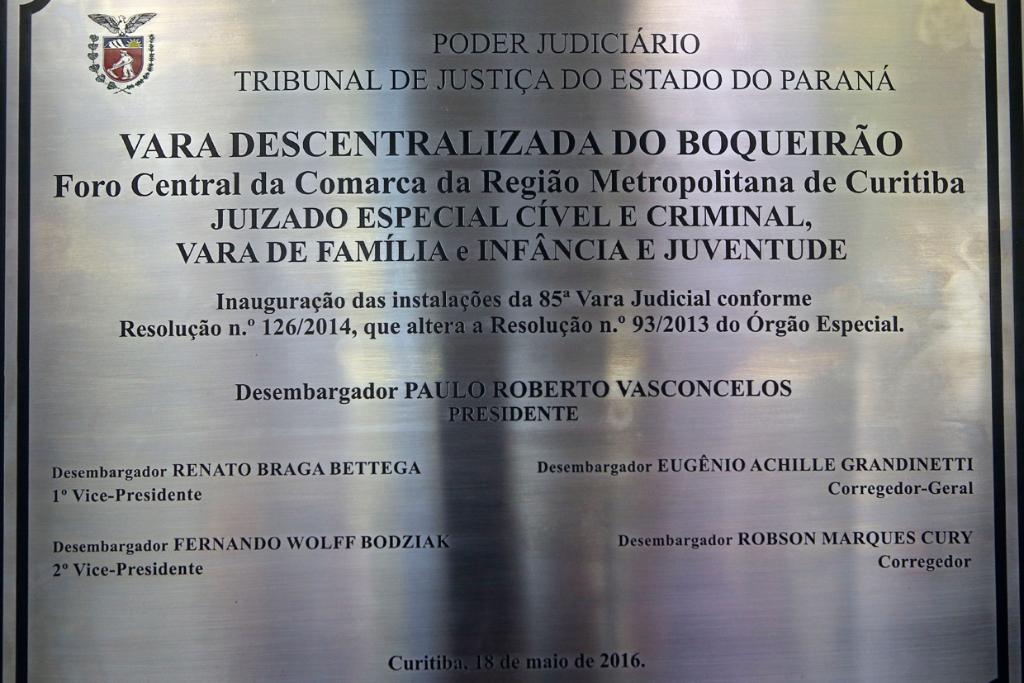 PODER JUDICIÁRIO
TRIBUNAL DE JUSTIÇA DO ESTADO DO PARANÁ
VARA DESCENTRALIZADA DO BOQUEIRÃO
Foro Central da Comarca da Região Metropolitana de Curitiba
JUIZADO ESPECIAL CÍVEL E CRIMINAL,
VARA DE FAMÍLIA e INFÂNCIA E JUVENTUDE
Inauguração das instalações da 85ª Vara Judicial conforme
Resolução n.º 126/2014, que altera a Resolução n.º 93/2013 do Órgão Especial.
Desembargador PAULO ROBERTO VASCONCELOS
PRESIDENTE
Desembargador RENATO BRAGA BETTEGA
1º Vice-Presidente
Desembargador EUGÊNIO ACHILLE GRANDINETTI
Corregedor-Geral
Desembargador FERNANDO WOLFF BODZIAK
2º Vice-Presidente
Desembargador ROBSON MARQUES CURY
Corregedor
Curitiba, 18 de maio de 2016.